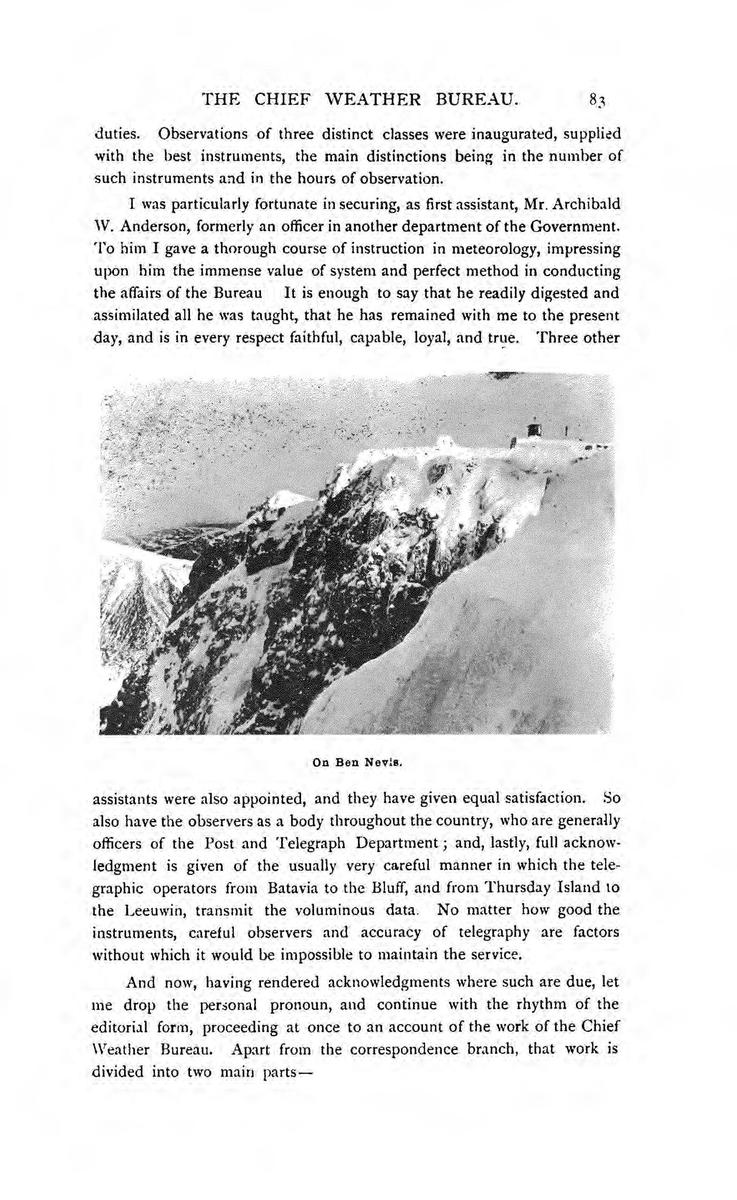 THE CHIEF WEATHER BUREAU. 83
duties. Observations of three distinct classes were inaugurated, supplied
with the best instruments, the main distinctions being in the number of
such instruments and in the hours of observation.
I was particularly fortunate in securing, as first assistant, Mr. Archibald
W. Anderson, formerly an officer in another department of the Government.
To him I gave a thorough course of instruction in meteorology, impressing
upon him the immense value of system and perfect method in conducting
the affairs of the Bureau It is enough to say that he readily digested and
assimilated all he was taught, that he has remained with me to the present
day, and is in every respect faithful, capable, loyal, and true. Three other
On Ben Nevis.
assistants were also appointed, and they have given equal satisfaction. So
also have the observers as a body throughout the country, who are generally
officers of the Post and Telegraph Department; and, lastly, full acknow-
ledgment is given of the usually very careful manner in which the tele-
graphic operators from Batavia to the Bluff, and from Thursday Island to
the Leeuwin, transmit the voluminous data. No matter how good the
instruments, careful observers and accuracy of telegraphy are factors
without which it would be impossible to maintain the service.
And now, having rendered acknowledgments where such are due, let
me drop the personal pronoun, and continue with the rhythm of the
editorial form, proceeding at once to an account of the work of the Chief
Weather Bureau. Apart from the correspondence branch, that work is
divided into two main parts—